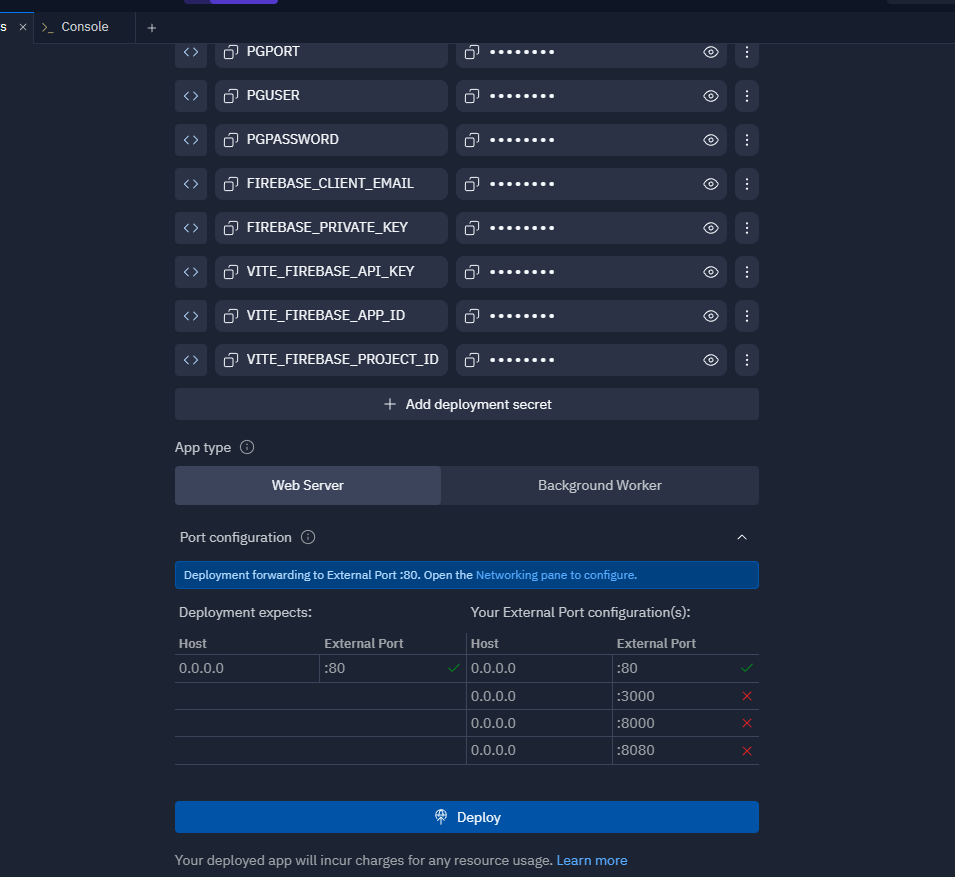 s
Console
PGPORT ••••••••
PGUSER ••••••••
PGPASSWORD ••••••••
FIREBASE_CLIENT_EMAIL ••••••••
FIREBASE_PRIVATE_KEY ••••••••
VITE_FIREBASE_API_KEY ••••••••
VITE_FIREBASE_APP_ID ••••••••
VITE_FIREBASE_PROJECT_ID ••••••••
Add deployment secret
App type
Web Server Background Worker
Port configuration
Deployment forwarding to External Port :80. Open the Networking pane to configure.
Deployment expects: Your External Port configuration(s):
Host External Port Host External Port
0.0.0.0 :80 0.0.0.0 :80
0.0.0.0 :3000
0.0.0.0 :8000
0.0.0.0 :8080
Deploy
Your deployed app will incur charges for any resource usage. Learn more